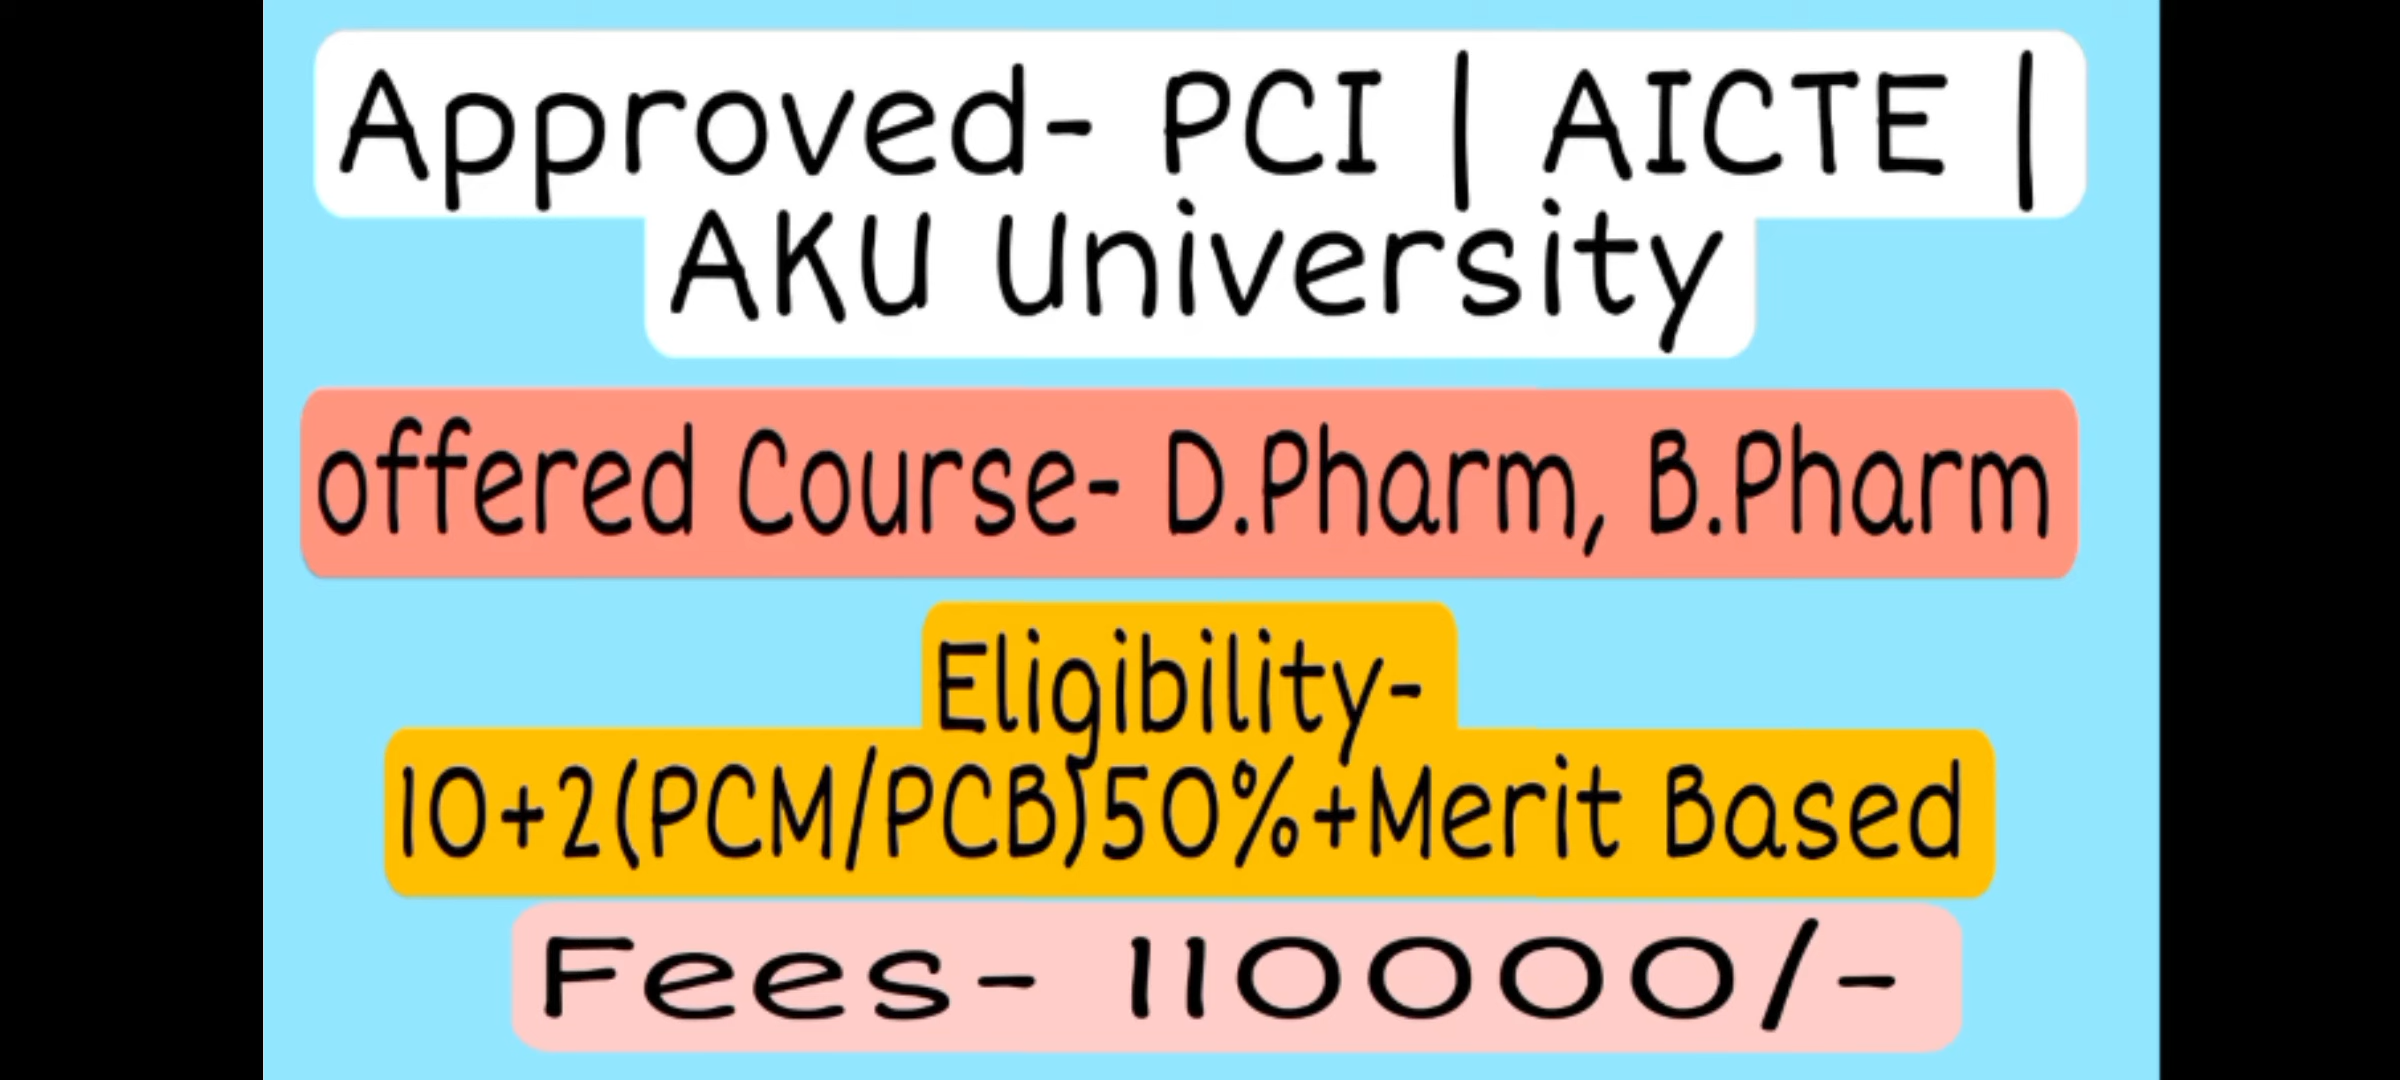 Approved- PCI | AICTE |
AKU University
offered Course- D.Pharm, B.Pharm
Eligibility-
10+2(PCM/PCB)50%+Merit Based
Fees- 110000/-